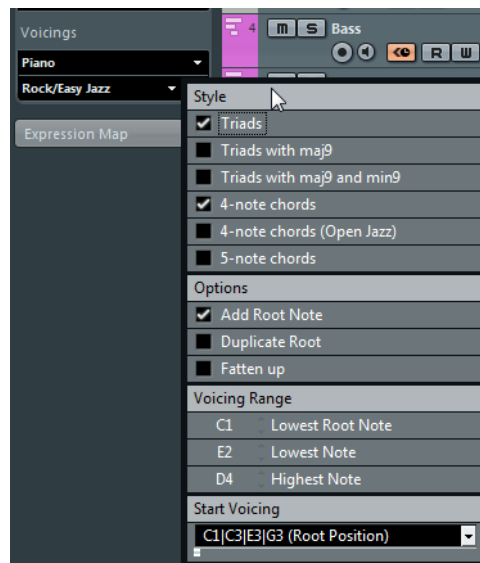 Voicings
Piano
Rock/Easy Jazz
Expression Map
4 M S Bass
R W
Style
Triads
Triads with maj9
Triads with maj9 and min9
4-note chords
4-note chords (Open Jazz)
5-note chords
Options
Add Root Note
Duplicate Root
Fatten up
Voicing Range
C1 Lowest Root Note
E2 Lowest Note
D4 Highest Note
Start Voicing
C1|C3|E3|G3 (Root Position)